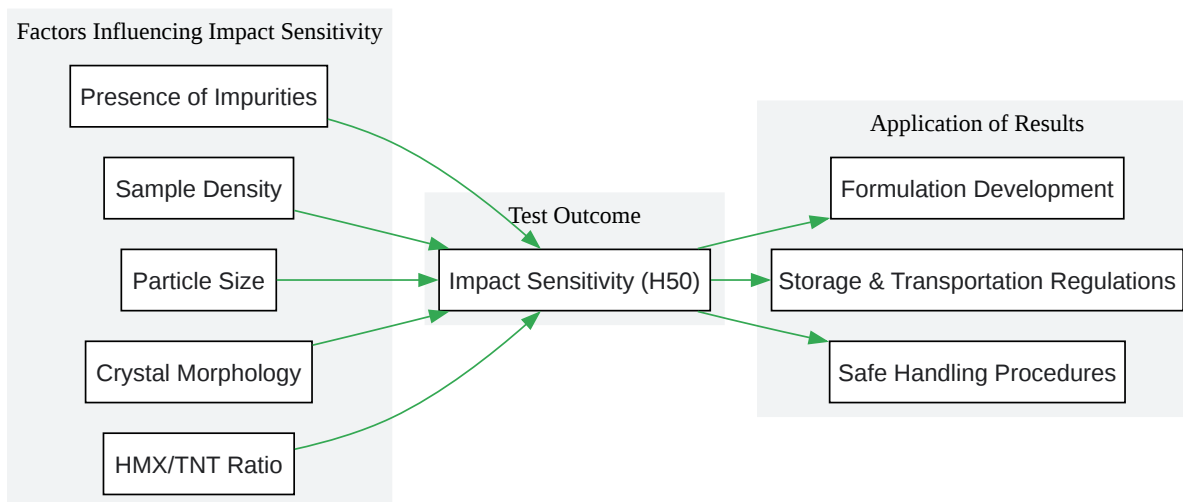 Factors Influencing Impact Sensitivity
Presence of Impurities
Sample Density
Particle Size
Crystal Morphology
HMX/TNT Ratio
Test Outcome
Impact Sensitivity (H50)
Application of Results
Formulation Development
Storage & Transportation Regulations
Safe Handling Procedures